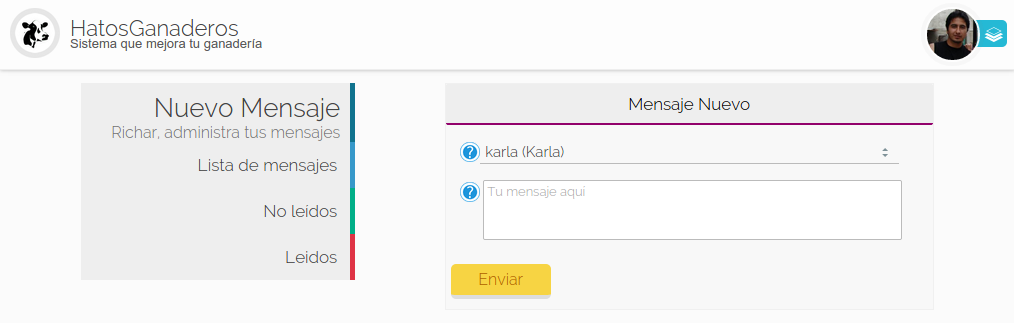 HatosGanaderos
Sistema que mejora tu ganadería
Nuevo Mensaje
Richar, administra tus mensajes
Lista de mensajes
No leídos
Leidos
Mensaje Nuevo
? karla (Karla)
? Tu mensaje aqui
Enviar